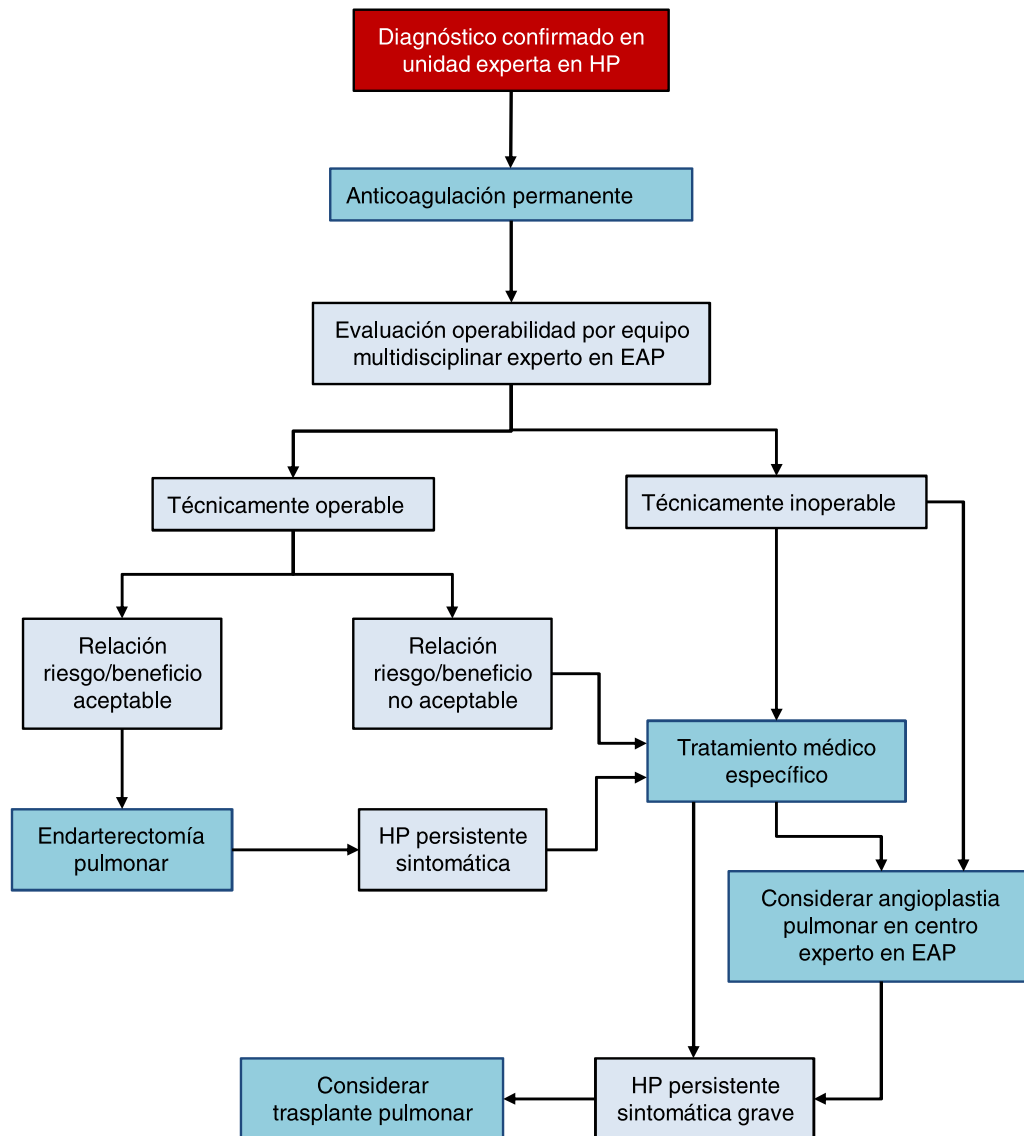 Diagnóstico confirmado en
unidad experta en HP
Anticoagulación permanente
Evaluación operabilidad por equipo
multidisciplinar experto en EAP
Técnicamente operable
Técnicamente inoperable
Relación
riesgo/beneficio
aceptable
Relación
riesgo/beneficio
no aceptable
Tratamiento médico
específico
Endarterectomía
pulmonar
HP persistente
sintomática
Considerar angioplastia
pulmonar en centro
experto en EAP
Considerar
trasplante pulmonar
HP persistente
sintomática grave